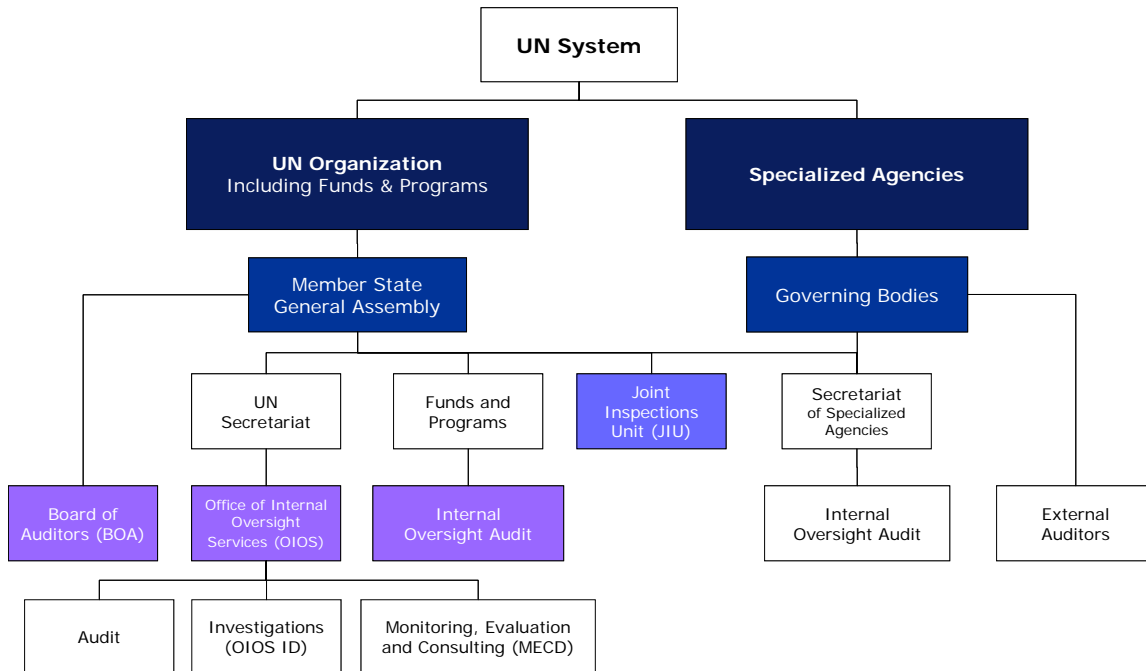 UN System
UN Organization
Including Funds & Programs
Specialized Agencies
Member State
General Assembly
Governing Bodies
UN
Secretariat
Funds and
Programs
Joint
Inspections
Unit (JIU)
Secretariat
of Specialized
Agencies
Board of
Auditors (BOA)
Office of Internal
Oversight
Services (OIOS)
Internal
Oversight Audit
Internal
Oversight Audit
External
Auditors
Audit
Investigations
(OIOS ID)
Monitoring, Evaluation
and Consulting (MECD)